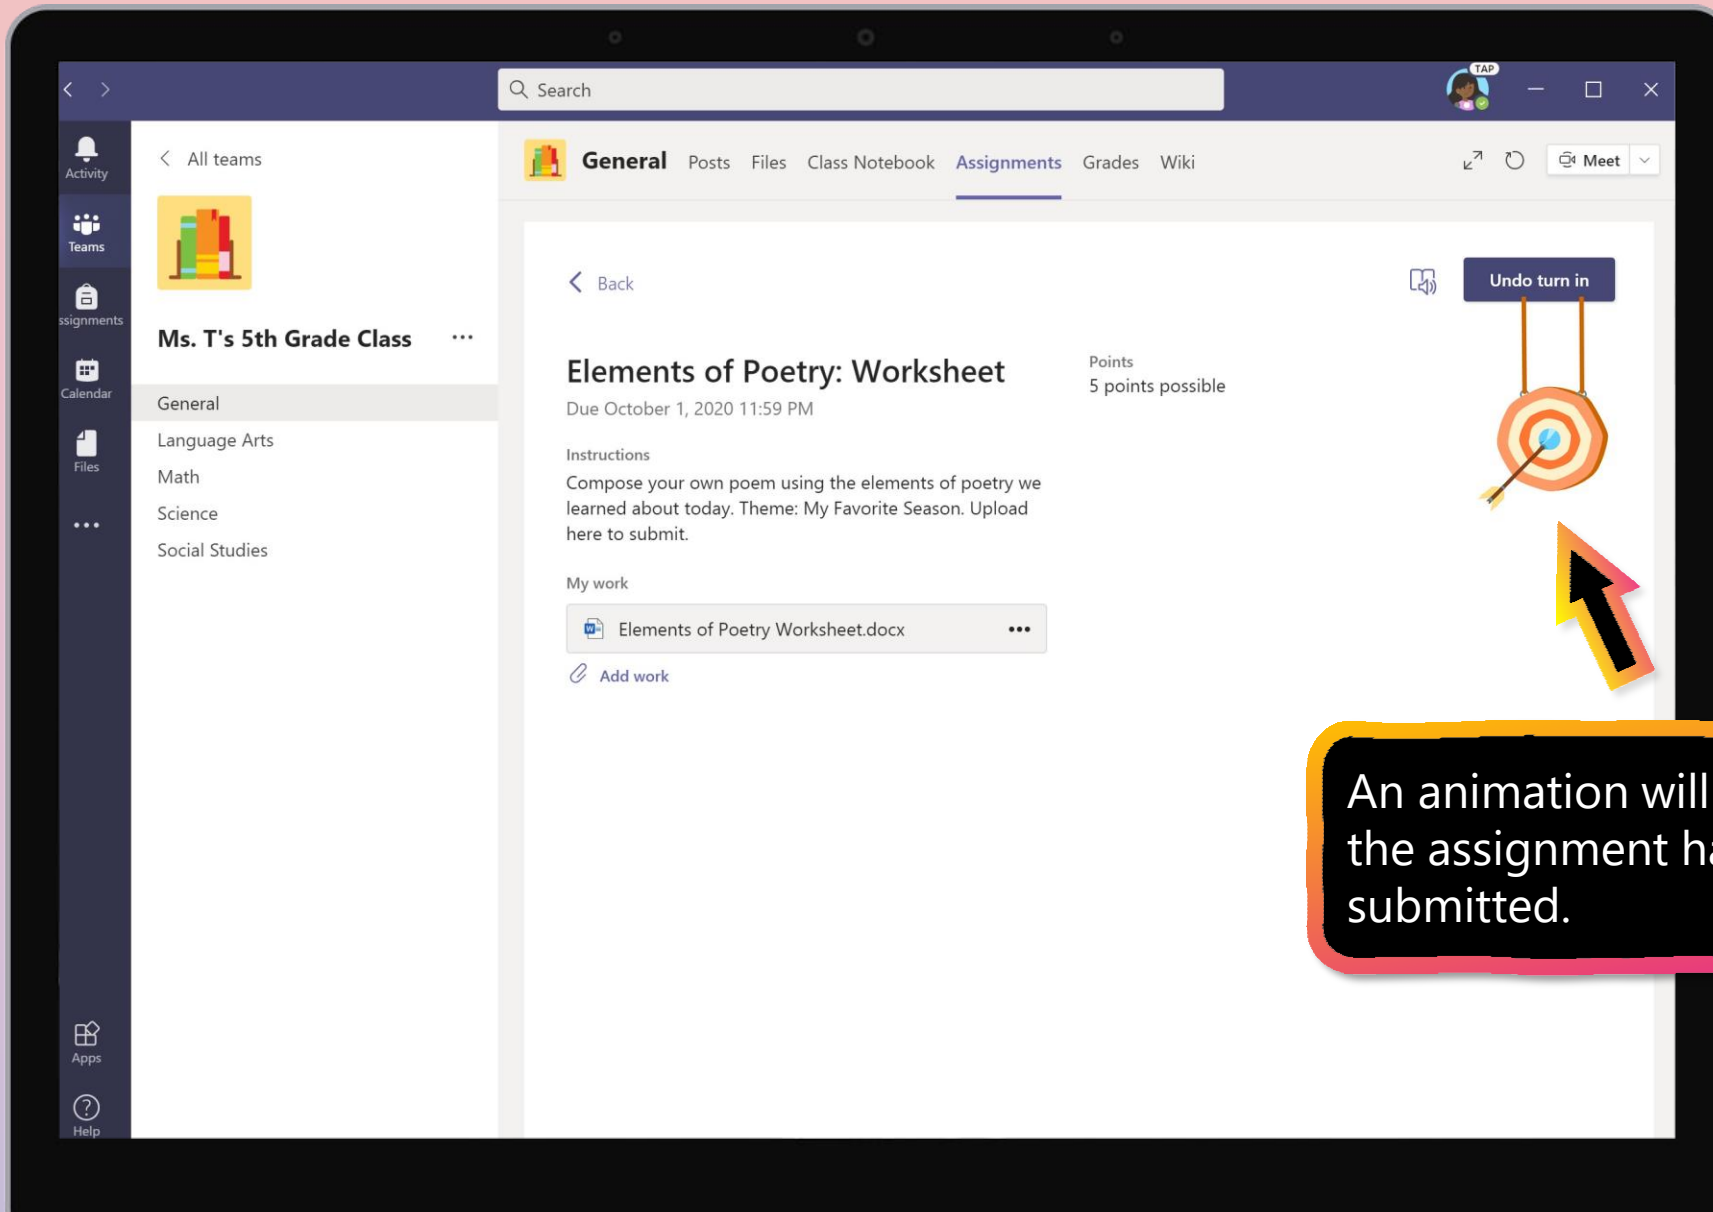 Search
TAP
Activity
Teams
ssignments
Calendar
Files
Apps
Help
All teams
Ms. T's 5th Grade Class
General
Language Arts
Math
Science
Social Studies
General Posts Files Class Notebook Assignments Grades Wiki
Meet
Back
Undo turn in
Elements of Poetry: Worksheet
Due October 1, 2020 11:59 PM
Points
5 points possible
Instructions
Compose your own poem using the elements of poetry we
learned about today. Theme: My Favorite Season. Upload
here to submit.
My work
Elements of Poetry Worksheet.docx
Add work
An animation will
the assignment ha
submitted.